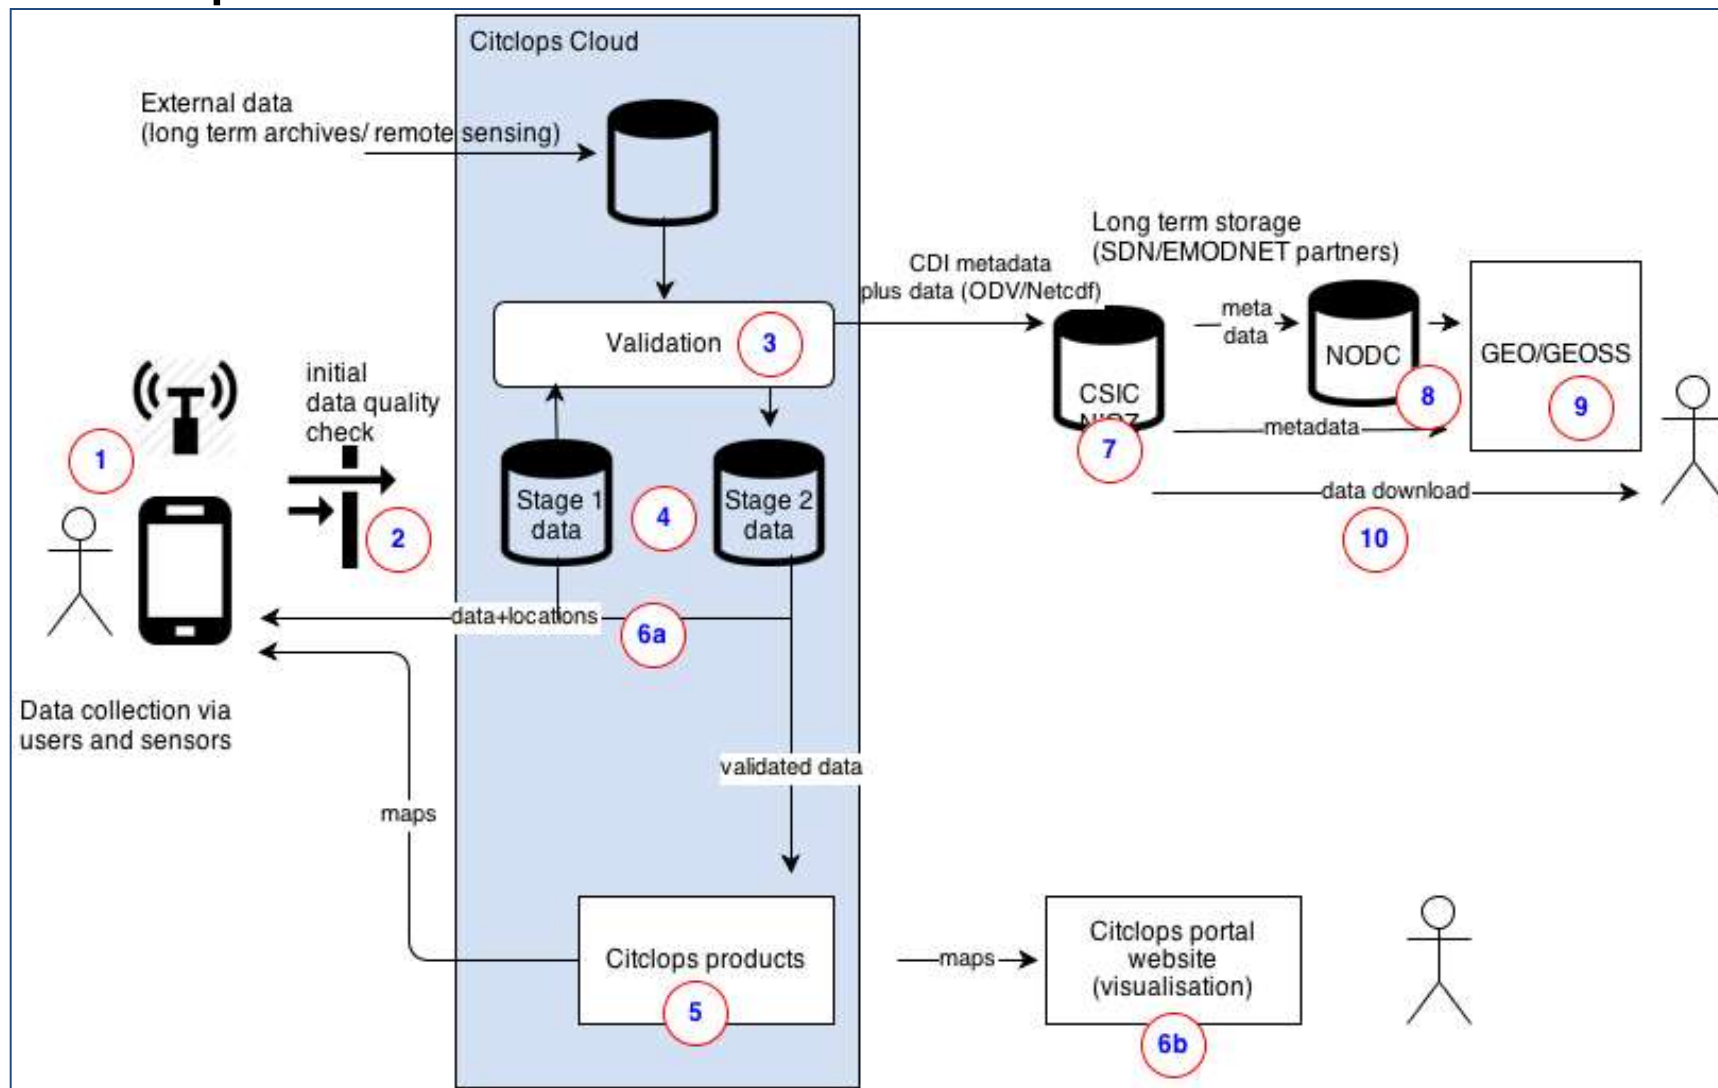 Citclops Cloud
External data
(long term archives/ remote sensing)
Long term storage
(SDN/EMODNET partners)
CDI metadata
plus data (ODV/Netcdf)
meta
data
NODC
GEO/GEOSS
Validation
3
8
9
CSIC
7
metadata
initial
data quality
check
1
2
Stage 1
data
4
Stage 2
data
data download
10
data+locations
6a
Data collection via
users and sensors
validated data
maps
Citclops products
5
maps
Citclops portal
website
(visualisation)
6b